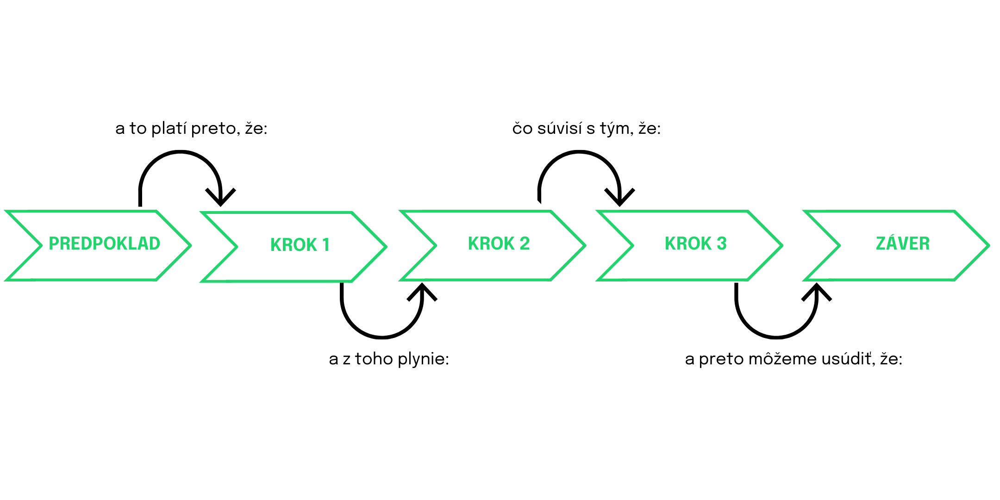 a to platí preto, že:
čo súvisí s tým, že:
PREDPOKLAD
KROK 1
KROK 2
KROK 3
ZÁVER
a z toho plynie:
a preto môžeme usúdiť, že: